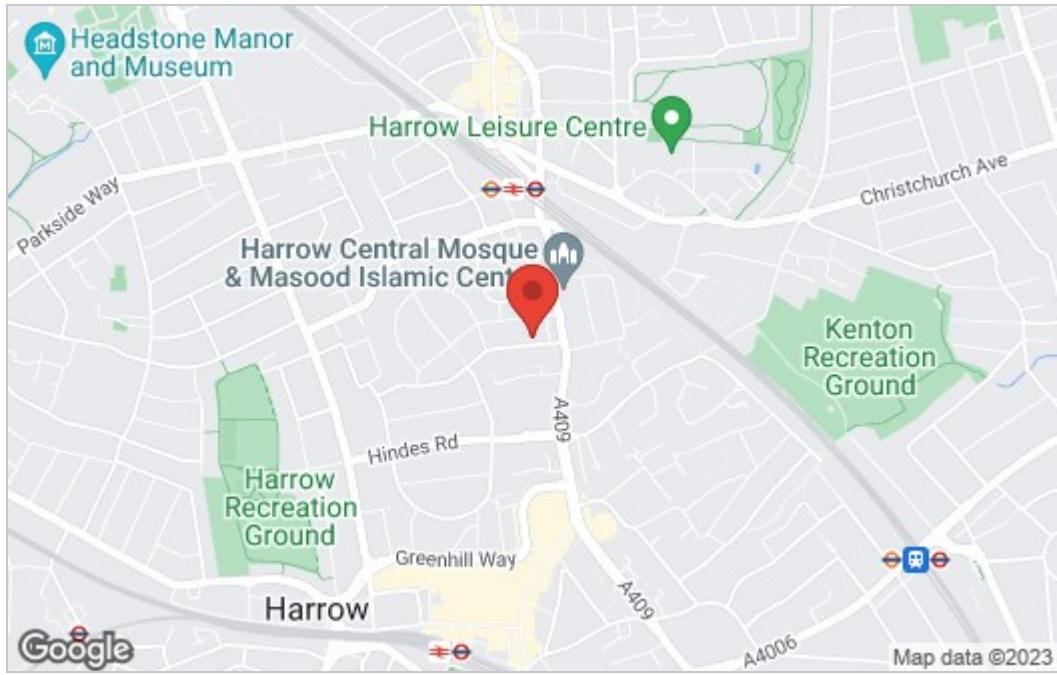 Headstone Manor
and Museum
Harrow Leisure Centre
Christchurch Ave
Parkside Way
Harrow Central Mosque
& Masood Islamic Cent
Kenton
Recreation
Ground
A409
Hindes Rd
Harrow
Recreation
Ground
Greenhill Way
Harrow
A409
A4006
Google
Map data ©2023